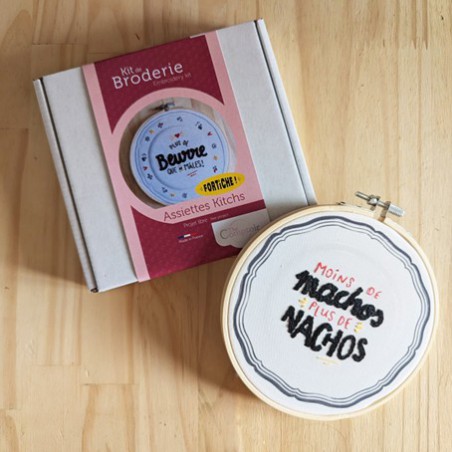 Kit de
Broderie
Embroidery kit
PLUS de
Beurre
QUE de MÂLES!
FORTICHE!
Assiettes Kitchs
MOINS DE
machos
PLUS DE
NACHOS